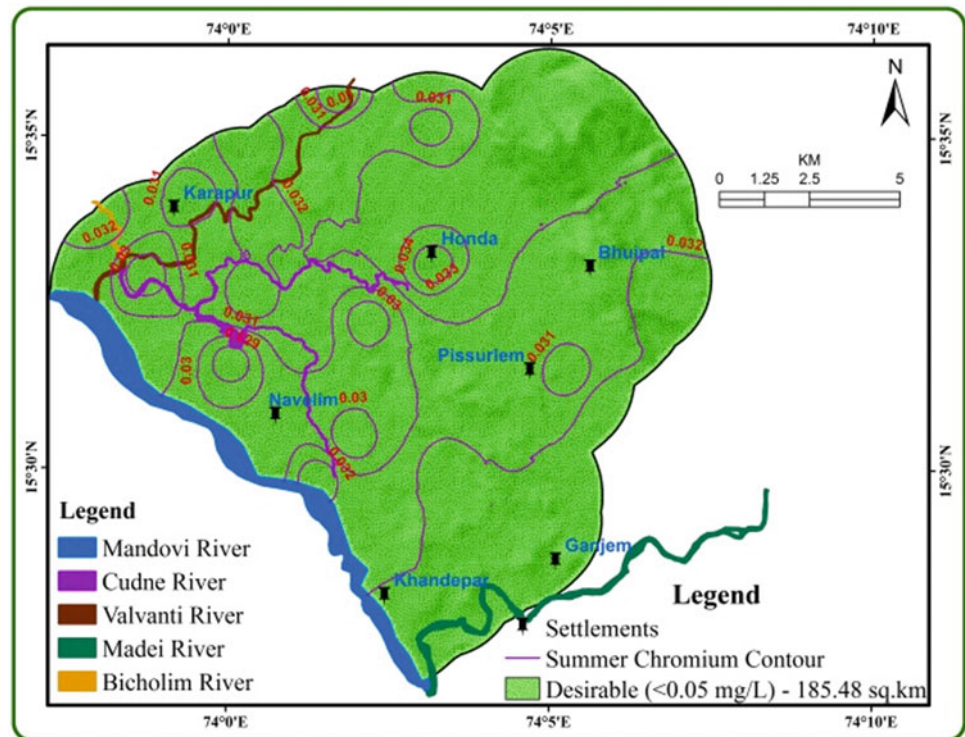 74°0'E 74°5'E 74°10'E
N
0.031
0.031
KM
0 1.25 2.5 5
15°35'N
15°35'N
0.031
Karapur
0.032
0.032
0.031
0.034
Honda
0.032
Bhuipal
0.03
0.031
0.029
Pissurlem
0.031
0.03
Navelim
0.03
0.032
15°30'N
15°30'N
Legend
Mandovi River
Cudne River
Valvanti River
Madei River
Bicholim River
Ganjem
Khandepar
Legend
Settlements
Summer Chromium Contour
Desirable (<0.05 mg/L) - 185.48 sq.km
74°0'E 74°5'E 74°10'E